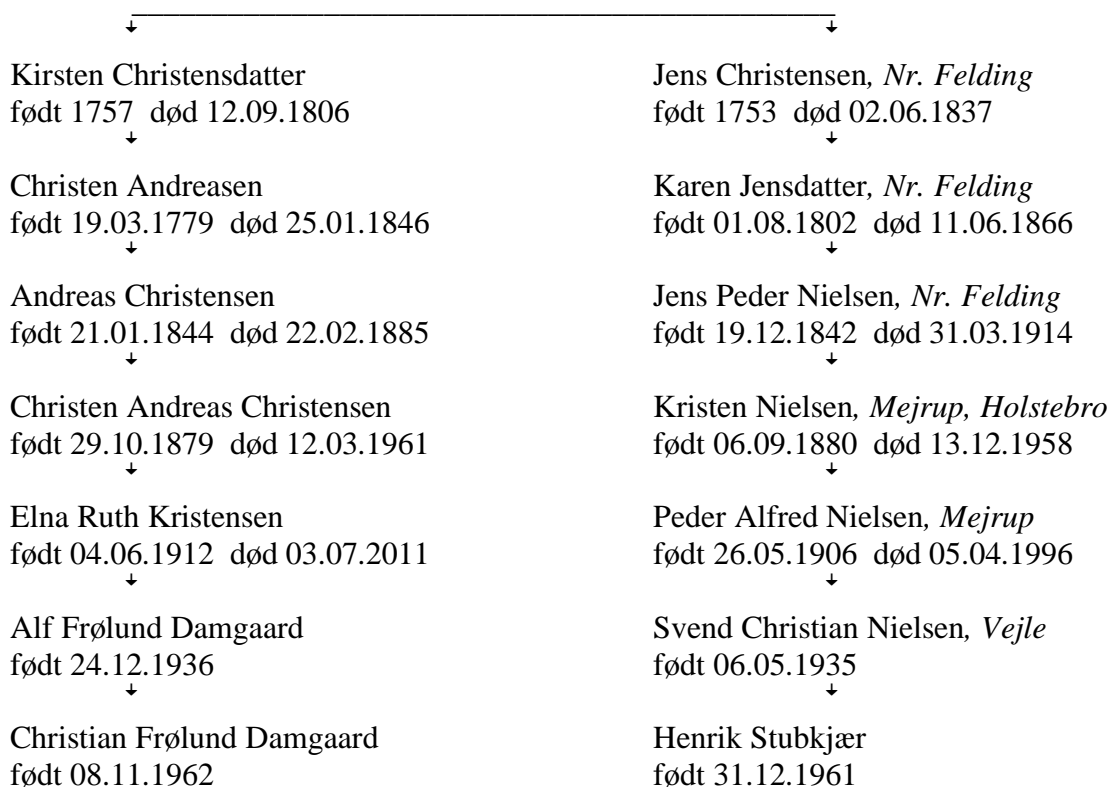 Kirsten Christensdatter
født 1757 død 12.09.1806
Christen Andreasen
født 19.03.1779 død 25.01.1846
Andreas Christensen
født 21.01.1844 død 22.02.1885
Christen Andreas Christensen
født 29.10.1879 død 12.03.1961
Elna Ruth Kristensen
født 04.06.1912 død 03.07.2011
Alf Frølund Damgaard
født 24.12.1936
Christian Frølund Damgaard
født 08.11.1962
Jens Christensen, Nr. Felding
født 1753 død 02.06.1837
Karen Jensdatter, Nr. Felding
født 01.08.1802 død 11.06.1866
Jens Peder Nielsen, Nr. Felding
født 19.12.1842 død 31.03.1914
Kristen Nielsen, Mejrup, Holstebro
født 06.09.1880 død 13.12.1958
Peder Alfred Nielsen, Mejrup
født 26.05.1906 død 05.04.1996
Svend Christian Nielsen, Vejle
født 06.05.1935
Henrik Stubkjær
født 31.12.1961